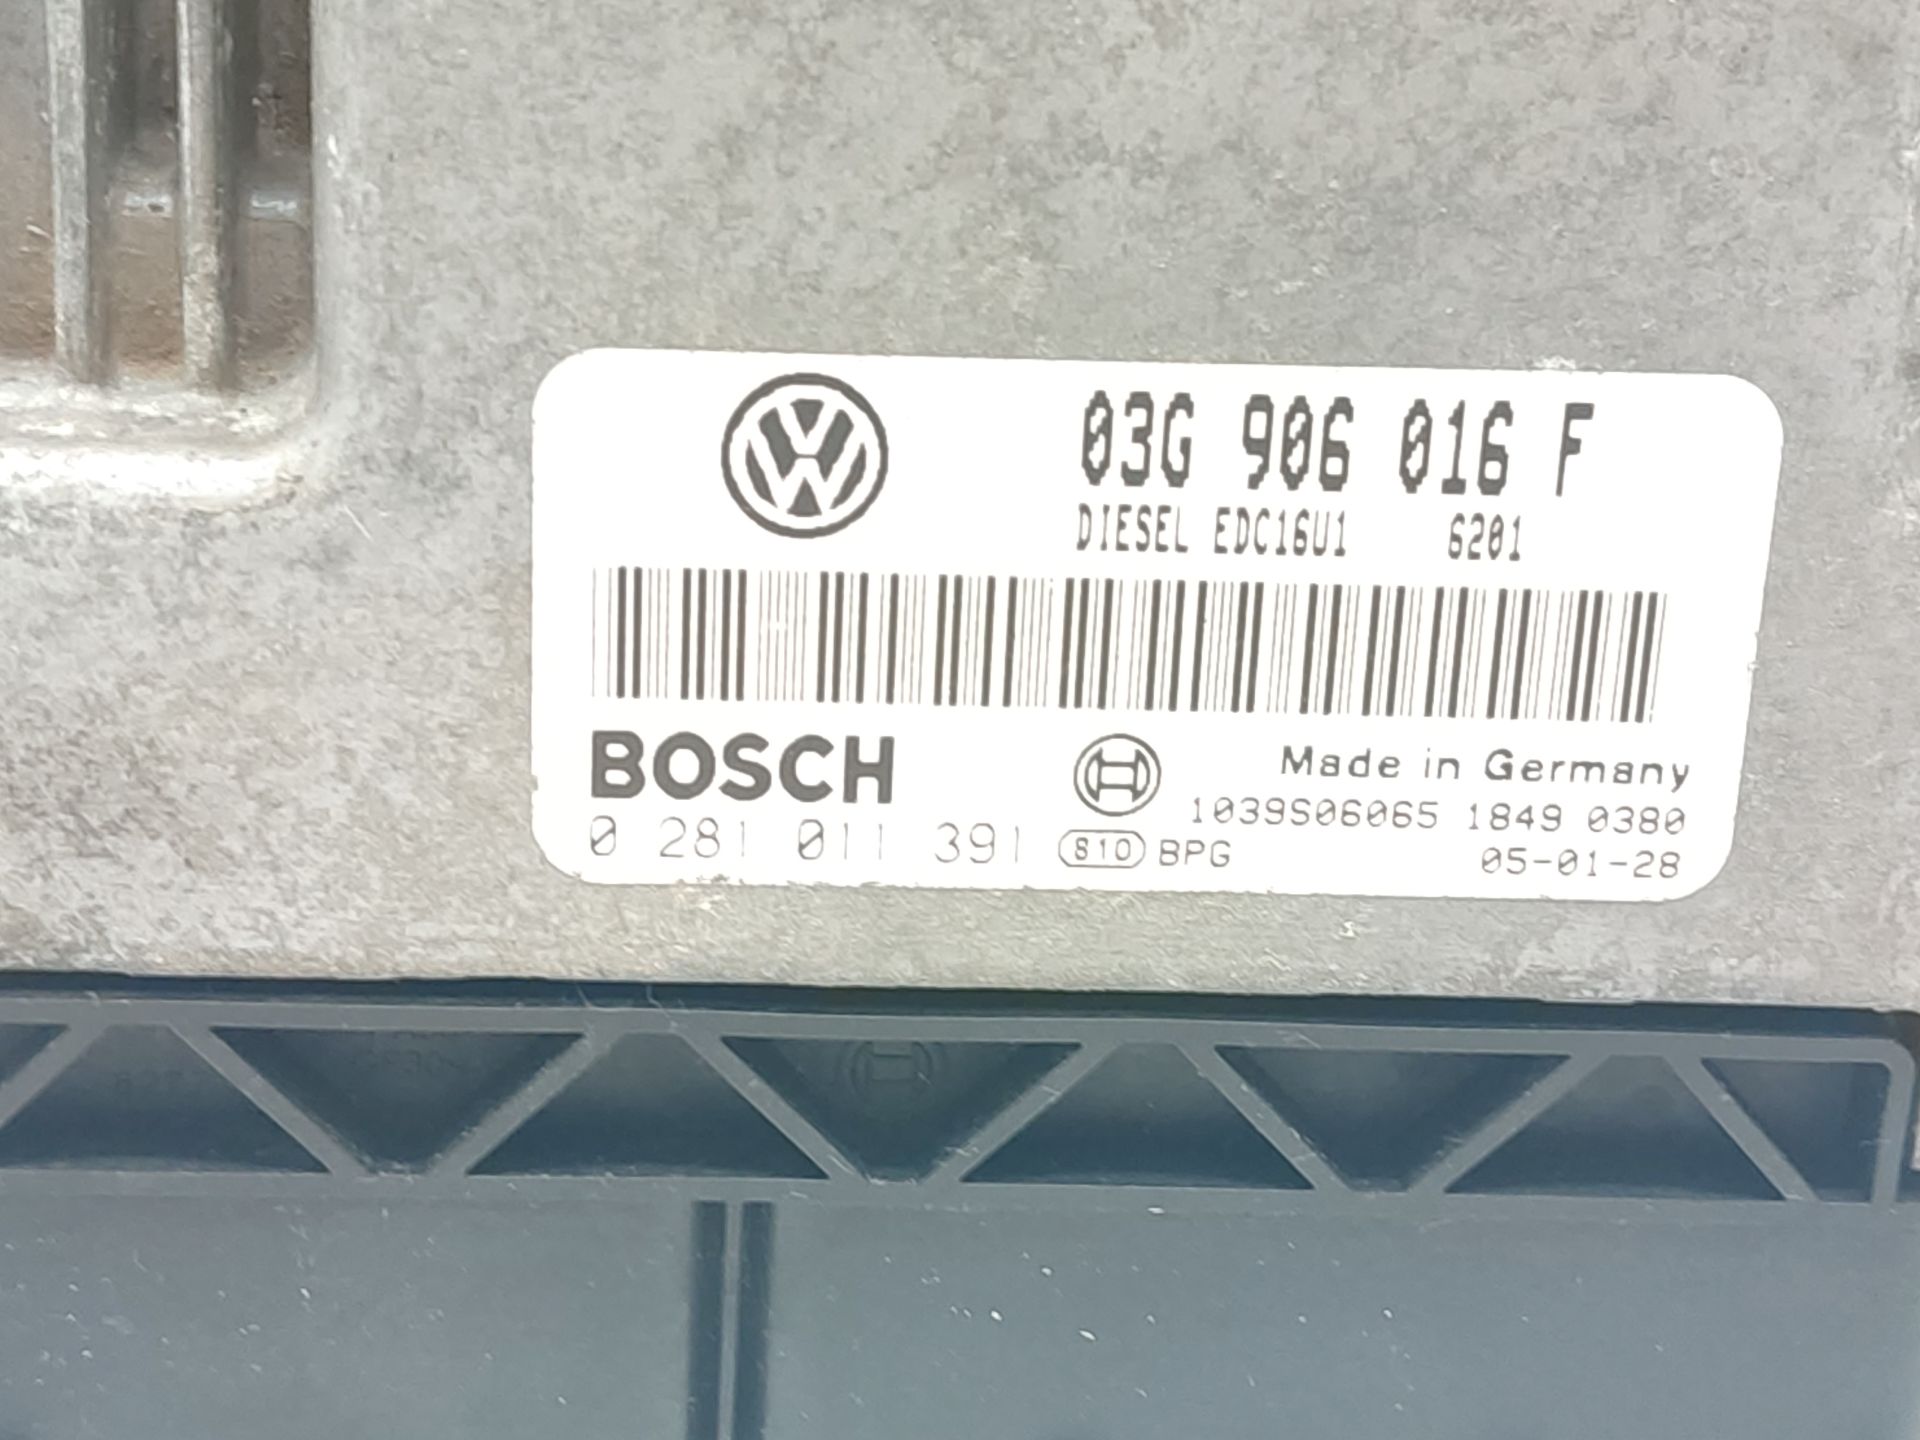 03G 906 016 F
DIESEL EDC16U1 6201
BOSCH
Made in Germany
1039S06065 1849 0380
0 281 011 391 S10 BPG
05-01-28